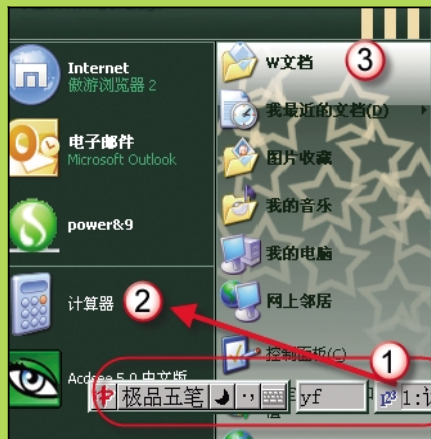 Internet
傲游浏览器 2
电子邮件
Microsoft Outlook
power&9
计算器
2
Acdsee 5.0 中文版
W文档
3
我最近的文档(D)
图片收藏
我的音乐
我的电脑
网上邻居
控制面板(C)
1
极品五笔
yf
1: